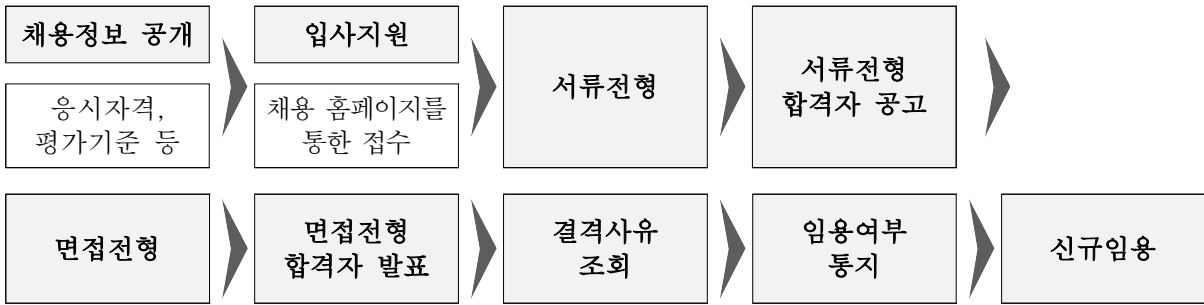 채용정보 공개
응시자격,
평가기준 등
입사지원
채용 홈페이지를
통한 접수
서류전형
서류전형
합격자 공고
면접전형
면접전형
합격자 발표
결격사유
조회
임용여부
통지
신규임용